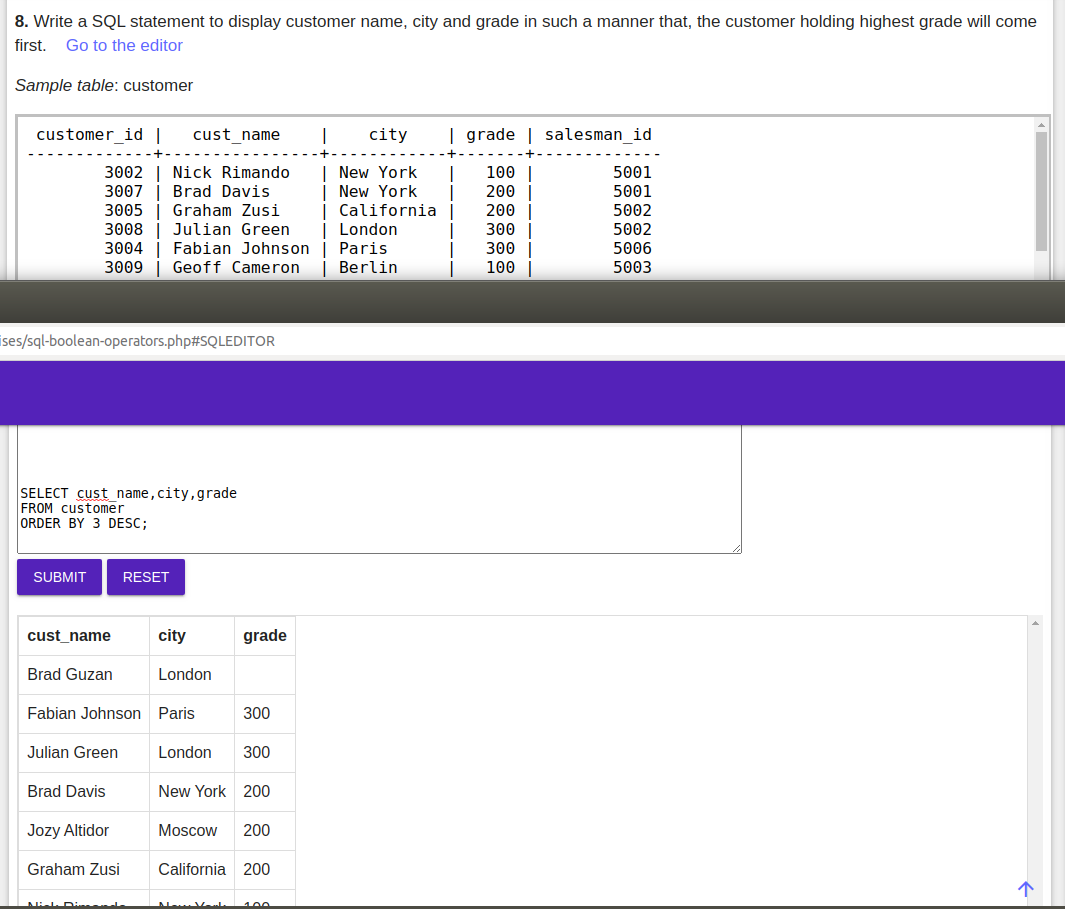 8. Write a SQL statement to display customer name, city and grade in such a manner that, the customer holding highest grade will come
first. Go to the editor
Sample table: customer
customer_id | cust_name | city | grade | salesman_id
-------------+----------------+------------+-------+-------------
3002 | Nick Rimando | New York | 100 | 5001
3007 | Brad Davis | New York | 200 | 5001
3005 | Graham Zusi | California | 200 | 5002
3008 | Julian Green | London | 300 | 5002
3004 | Fabian Johnson | Paris | 300 | 5006
3009 | Geoff Cameron | Berlin | 100 | 5003
ises/sql-boolean-operators.php#SQLEDITOR
SELECT cust_name,city,grade
FROM customer
ORDER BY 3 DESC;
SUBMIT RESET
cust_name city grade
Brad Guzan London
Fabian Johnson Paris 300
Julian Green London 300
Brad Davis New York 200
Jozy Altidor Moscow 200
Graham Zusi California 200
Nick Rimando New York 100